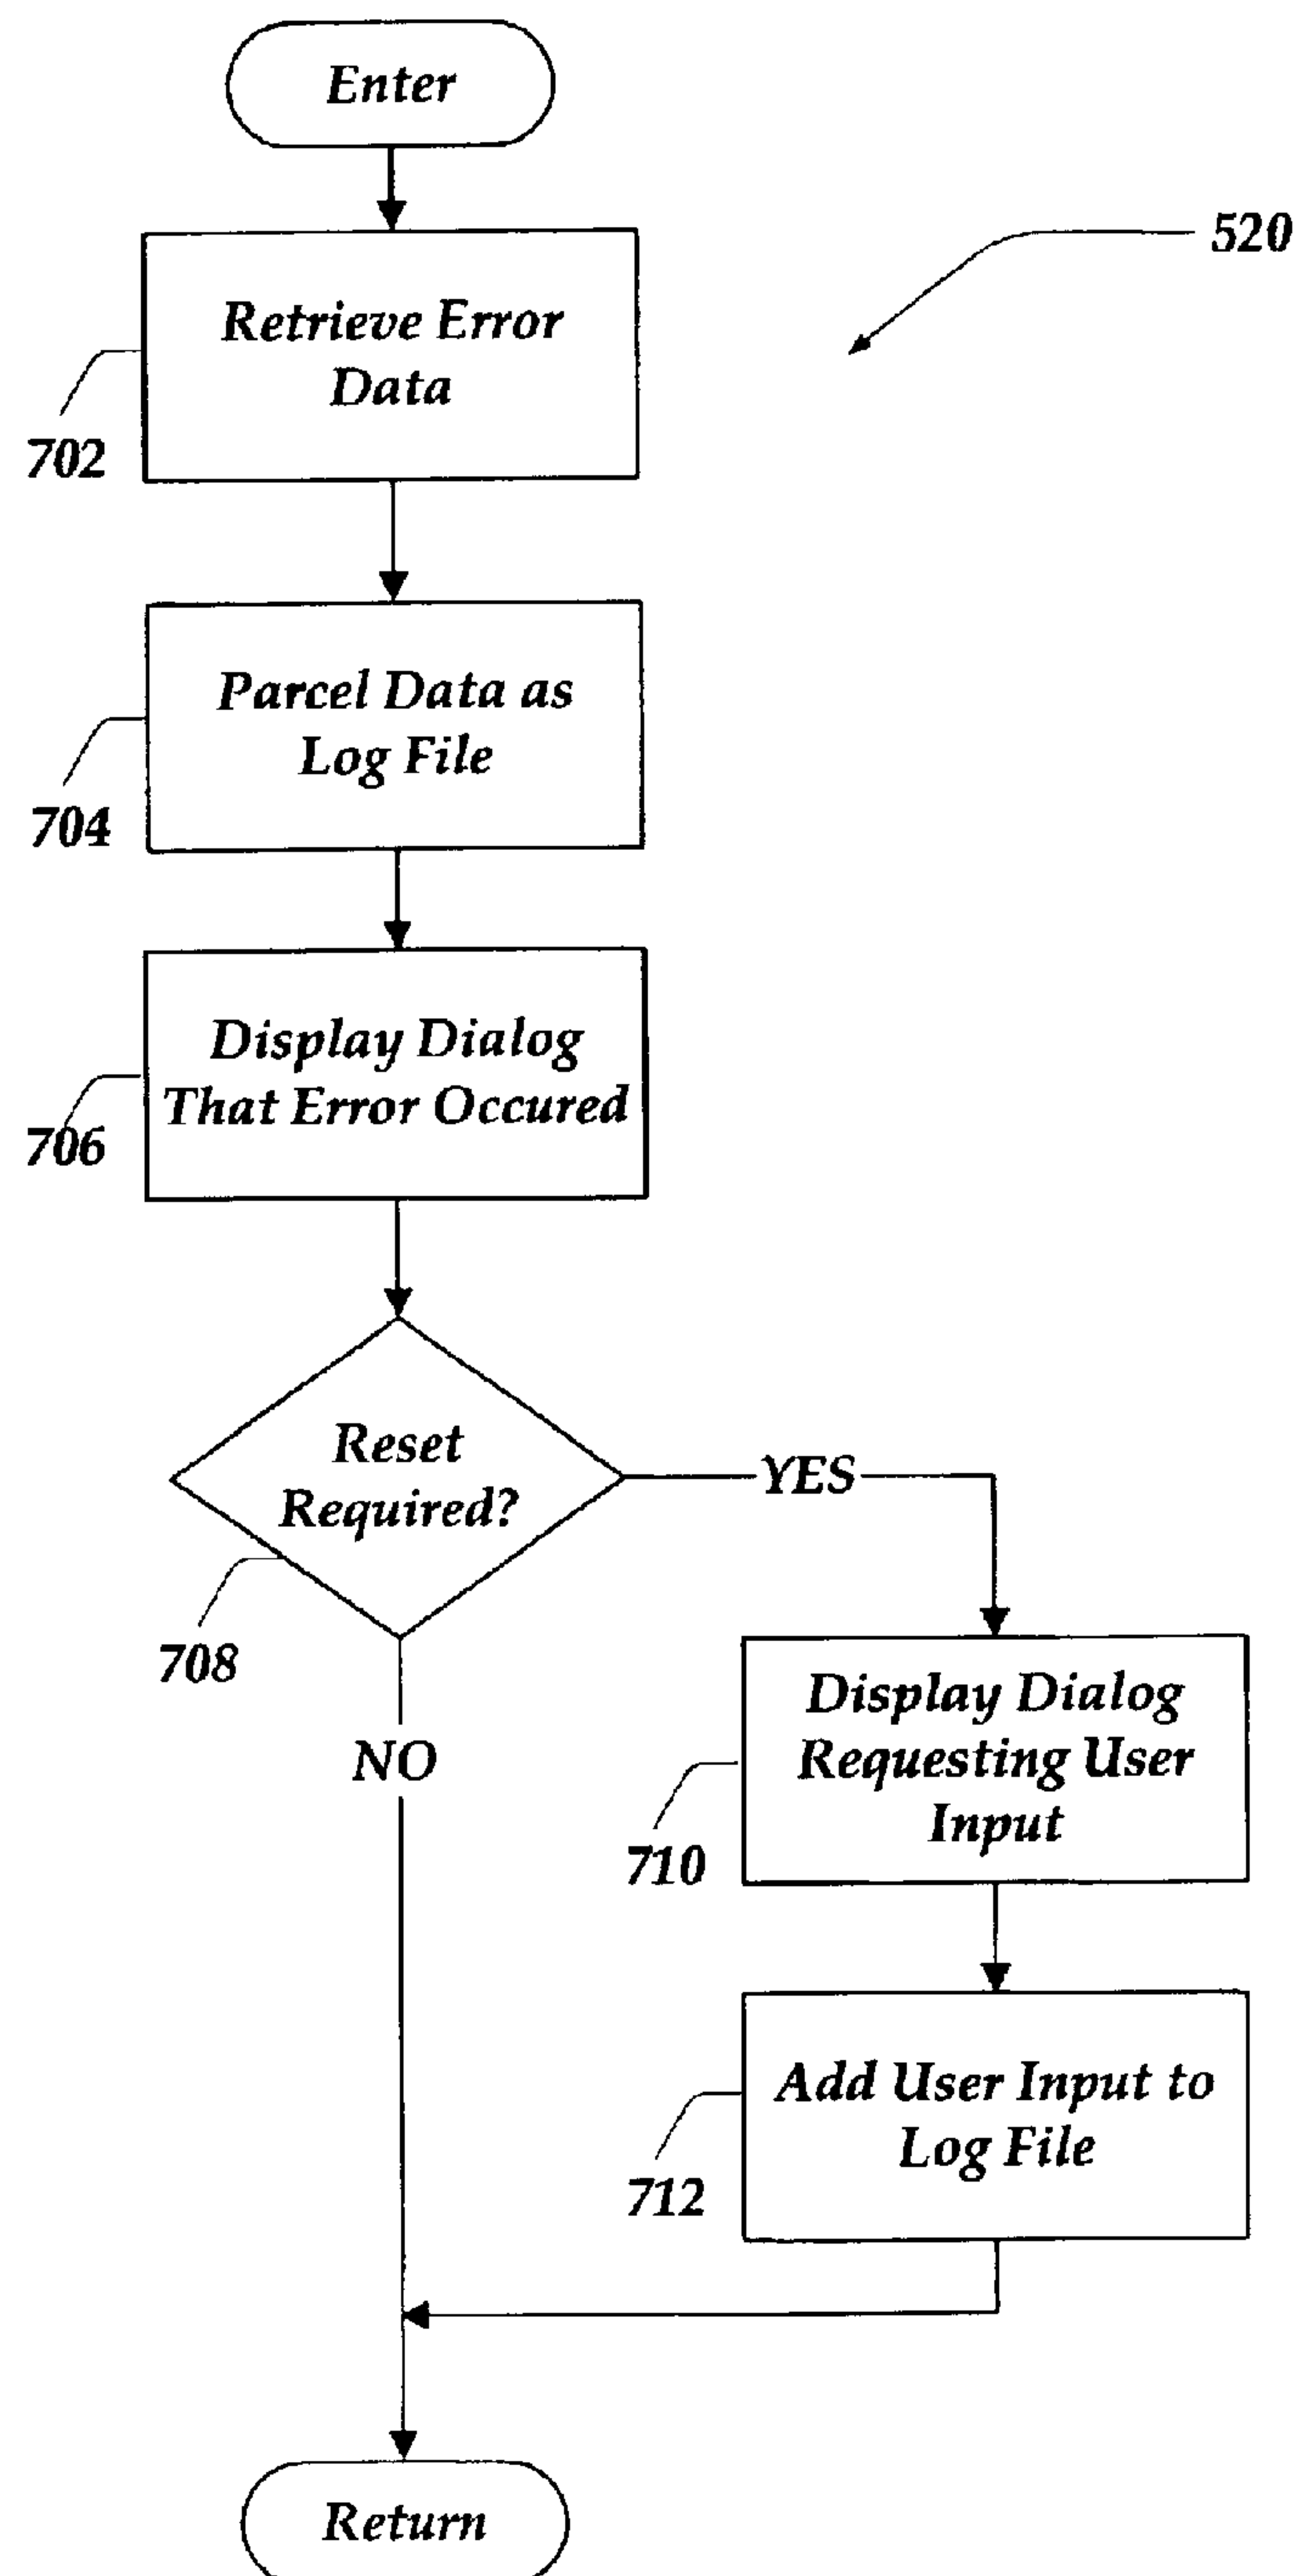 Enter
520
Retrieve Error
Data
702
Parcel Data as
Log File
704
Display Dialog
That Error Occured
706
Reset
Required?
YES
708
NO
Display Dialog
Requesting User
Input
710
Add User Input to
Log File
712
Return